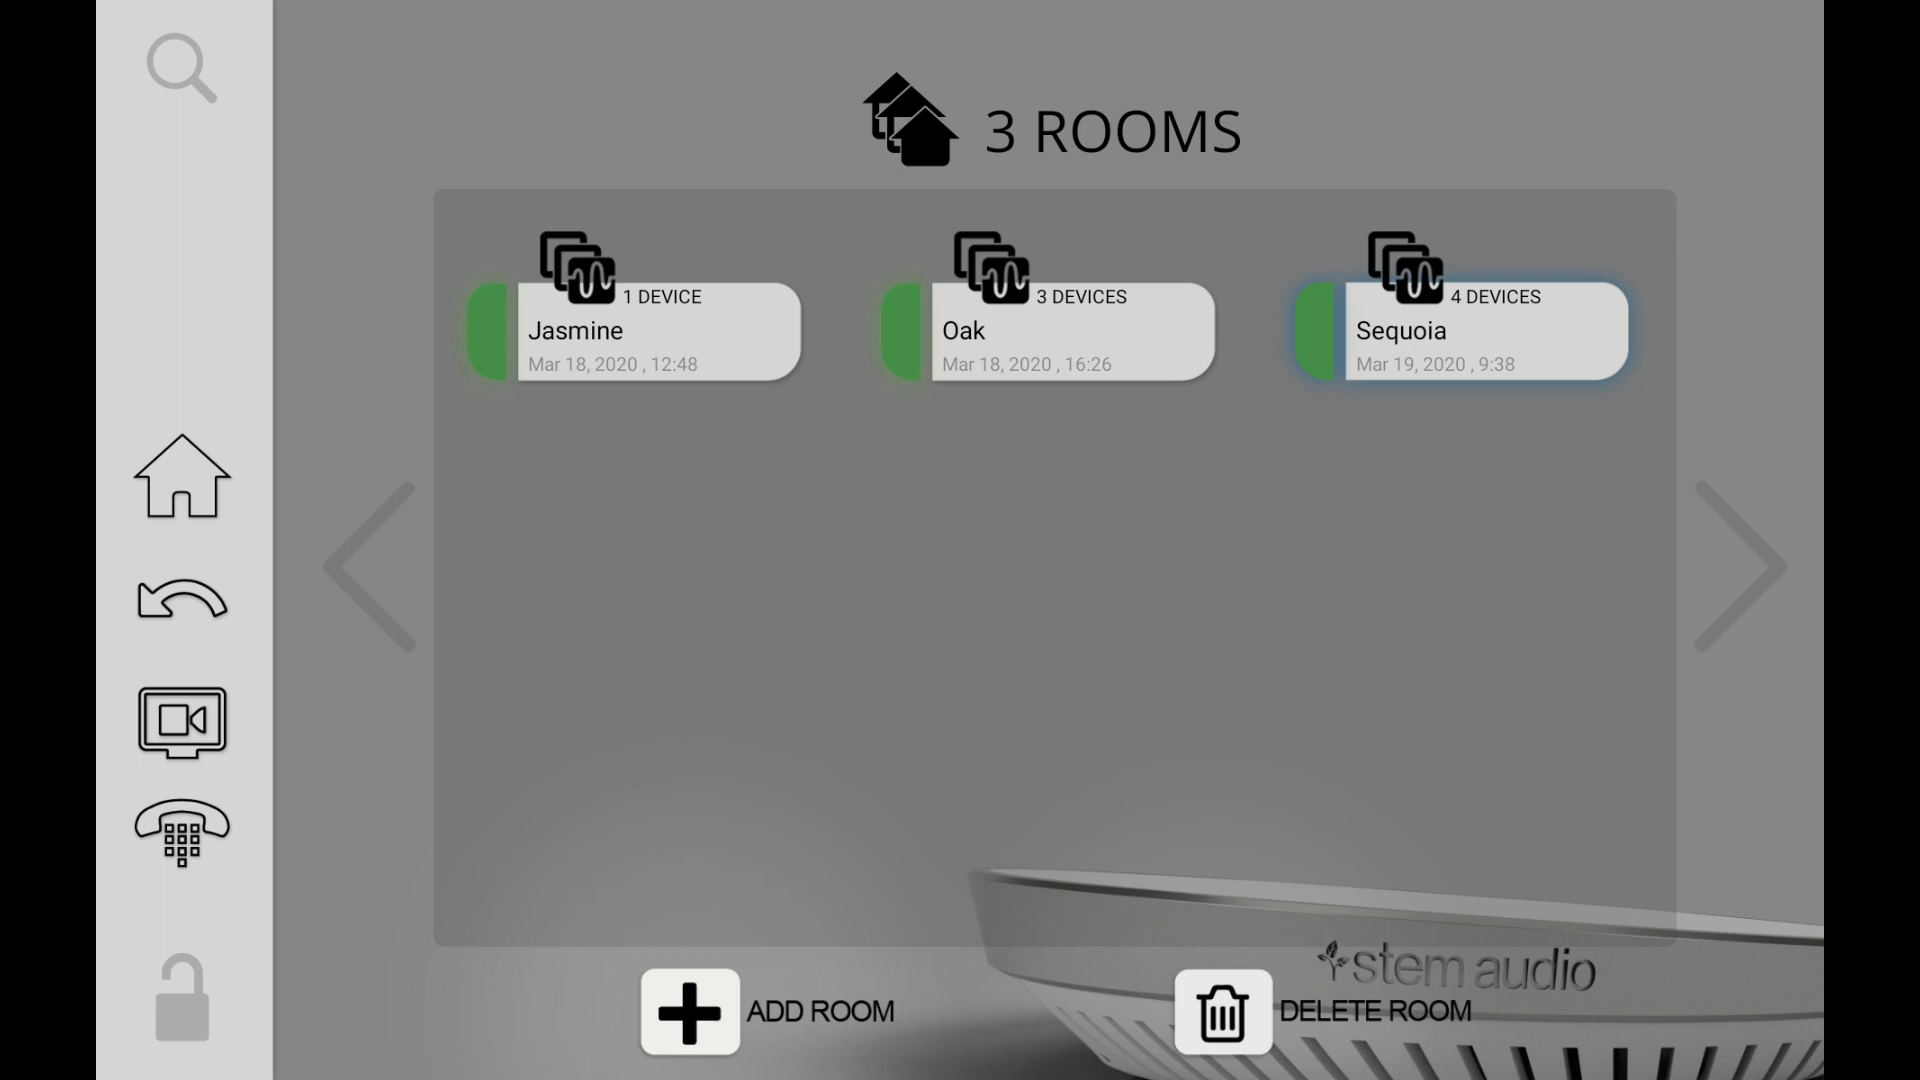 3 ROOMS
1 DEVICE
Jasmine
Mar 18, 2020 , 12:48
3 DEVICES
Oak
Mar 18, 2020 , 16:26
4 DEVICES
Sequoia
Mar 19, 2020 , 9:38
stem audio
ADD ROOM
DELETE ROOM